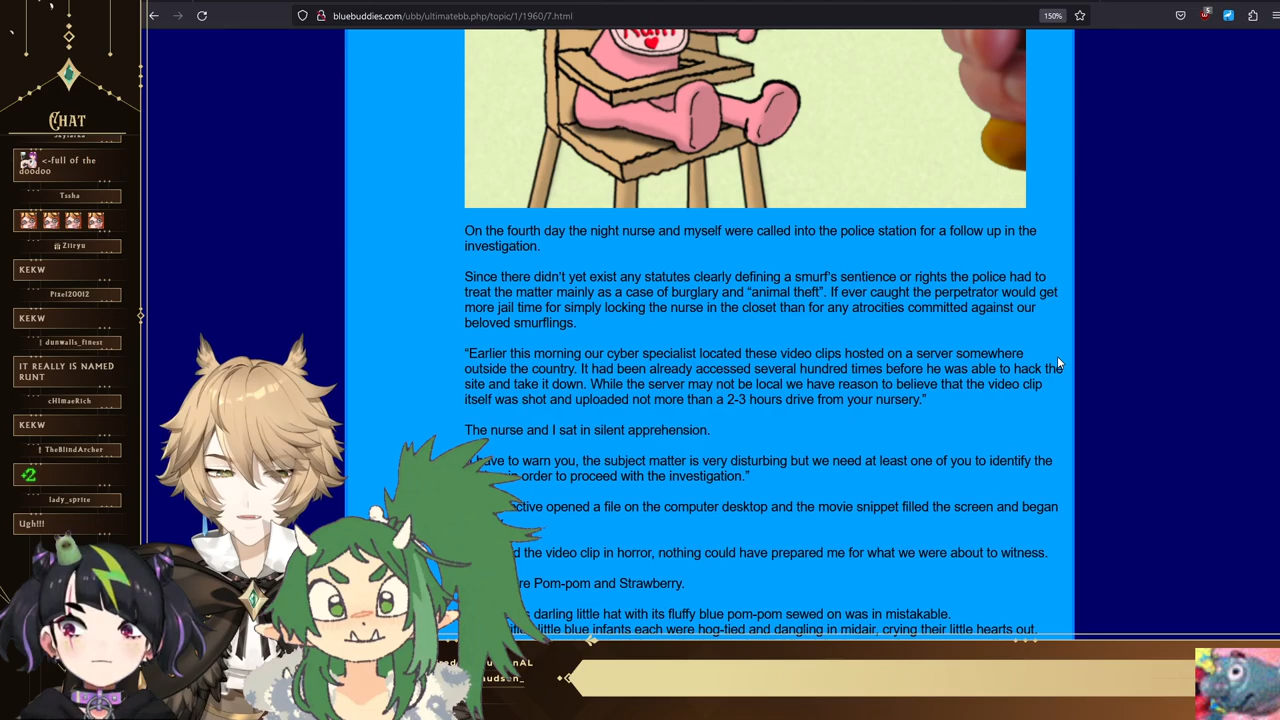 bluebuddies.com/ubb/ultimatebb.php/topic/1/1960/7.html
150%
5
Chat
<-full of the
doodoo
Tssha
Ziiryu
KEKW
Pixel20012
KEKW
dunwalls_finest
IT REALLY IS NAMED
RUNT
cHImaeRich
KEKW
TheBlindArcher
+2
lady_sprite
Ugh!!!
Runt
On the fourth day the night nurse and myself were called into the police station for a follow up in the
investigation.
Since there didn't yet exist any statutes clearly defining a smurf's sentience or rights the police had to
treat the matter mainly as a case of burglary and “animal theft”. If ever caught the perpetrator would get
more jail time for simply locking the nurse in the closet than for any atrocities committed against our
beloved smurflings.
“Earlier this morning our cyber specialist located these video clips hosted on a server somewhere
outside the country. It had been already accessed several hundred times before he was able to hack the
site and take it down. While the server may not be local we have reason to believe that the video clip
itself was shot and uploaded not more than a 2-3 hours drive from your nursery.”
The nurse and I sat in silent apprehension.
have to warn you, the subject matter is very disturbing but we need at least one of you to identify the
in order to proceed with the investigation.”
ctive opened a file on the computer desktop and the movie snippet filled the screen and began
d the video clip in horror, nothing could have prepared me for what we were about to witness.
re Pom-pom and Strawberry.
s darling little hat with its fluffy blue pom-pom sewed on was in mistakable.
little blue infants each were hog-tied and dangling in midair, crying their little hearts out.